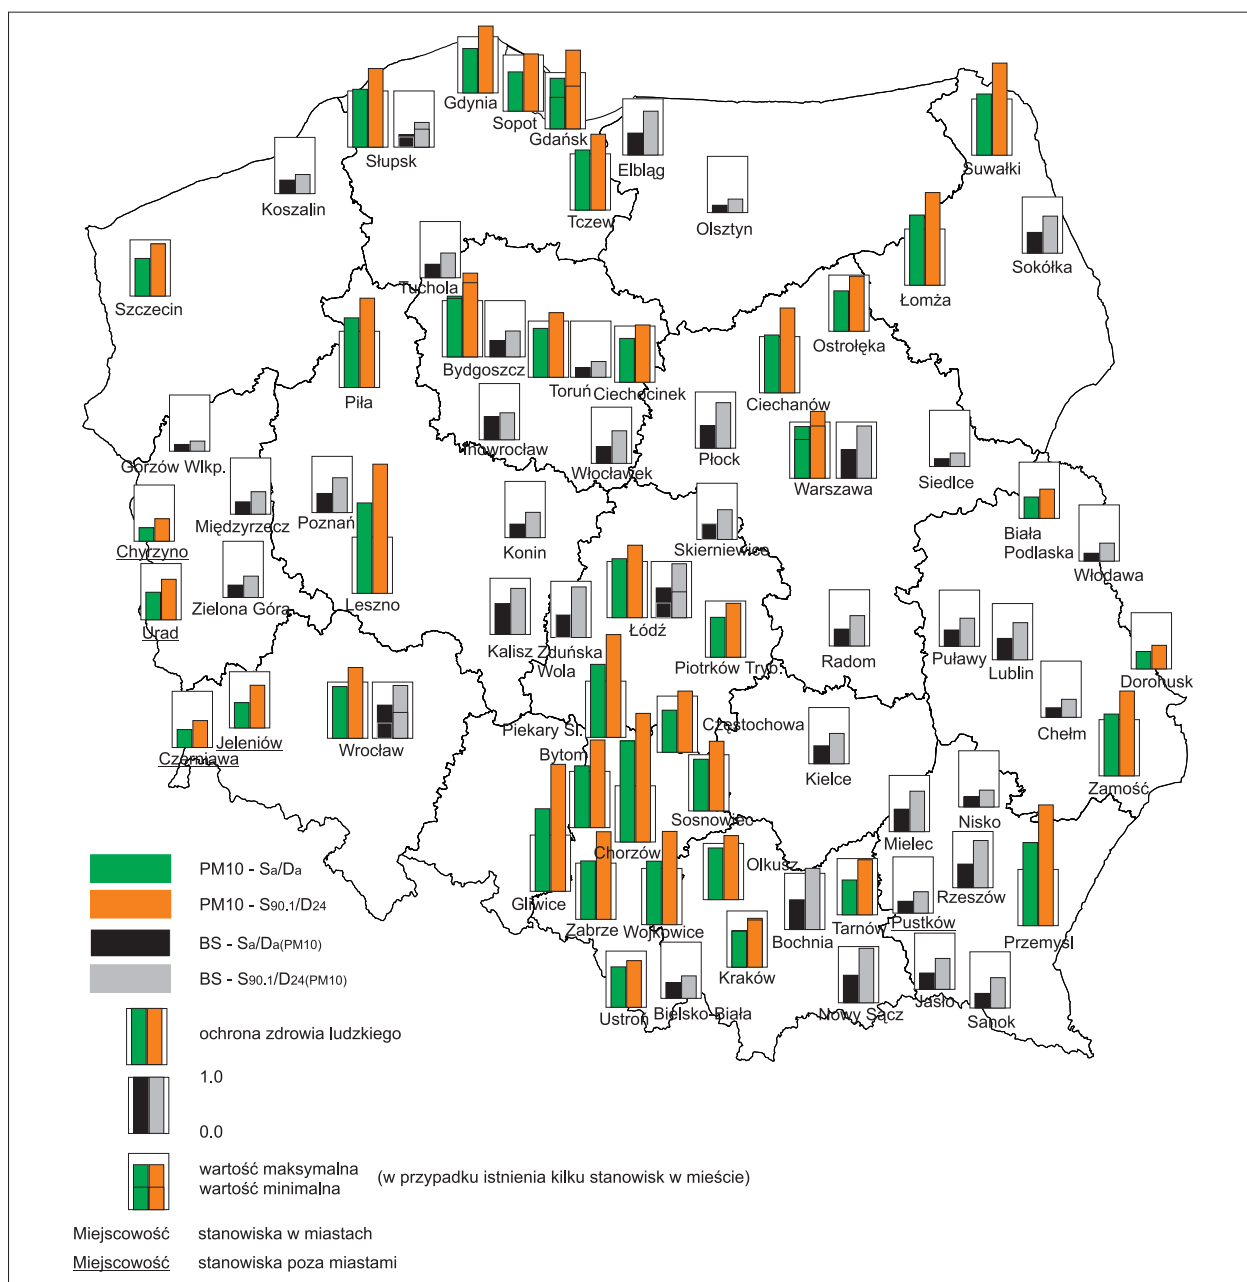 Gdynia
Sopot
Gdańsk
Słupsk
Elbląg
Suwałki
Koszalin
Tczew
Olsztyn
Sokółka
Tuchola
Szczecin
Łomża
Ostrołęka
Bydgoszcz
Toruń
Ciechocinek
Ciechanów
Piła
Inowrocław
Włocławek
Płock
Gorzów Wlkp.
Warszawa
Siedlce
Międzyrzecz
Poznań
Konin
Skierniewice
Biała
Podlaska
Chyrzyno
Włodawa
Zielona Góra
Leszno
Urad
Kalisz
Zduńska
Wola
Łódź
Piotrków Tryb.
Radom
Puławy
Lublin
Dorohusk
Jeleniów
Czerniawa
Wrocław
Piekary Śl.
Częstochowa
Chełm
Bytom
Kielce
Zamość
Sosnowiec
Nisko
Mielec
Chorzów
Olkusz
Gliwice
Rzeszów
Zabrze
Wojkowice
Bochnia
Tarnów
Pustków
Przemyśl
Kraków
Ustroń
Bielsko-Biała
Nowy Sącz
Jasło
Sanok
PM10 - Sa/Da
PM10 - S90.1/D24
BS - Sa/Da(PM10)
BS - S90.1/D24(PM10)
ochrona zdrowia ludzkiego
1.0
0.0
wartość maksymalna
wartość minimalna
(w przypadku istnienia kilku stanowisk w mieście)
Miejscowość stanowiska w miastach
Miejscowość stanowiska poza miastami